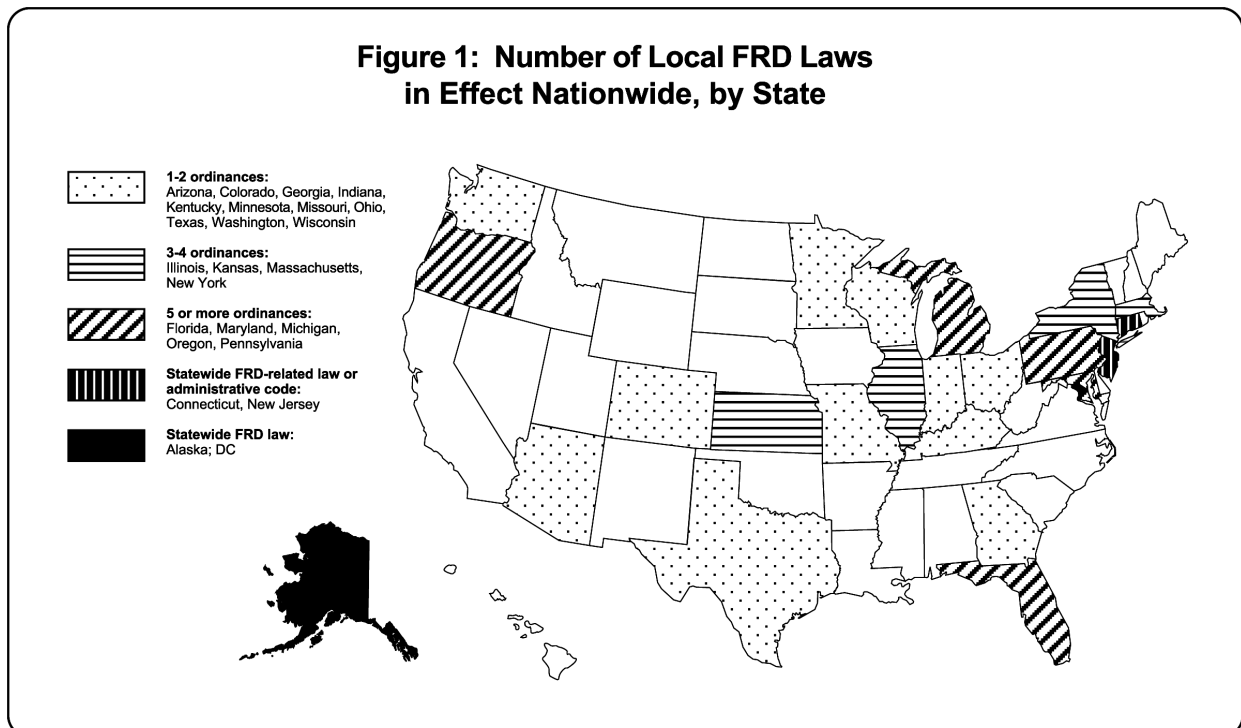 Figure 1: Number of Local FRD Laws
in Effect Nationwide, by State
1-2 ordinances:
Arizona, Colorado, Georgia, Indiana,
Kentucky, Minnesota, Missouri, Ohio,
Texas, Washington, Wisconsin
3-4 ordinances:
Illinois, Kansas, Massachusetts,
New York
5 or more ordinances:
Florida, Maryland, Michigan,
Oregon, Pennsylvania
Statewide FRD-related law or
administrative code:
Connecticut, New Jersey
Statewide FRD law:
Alaska; DC